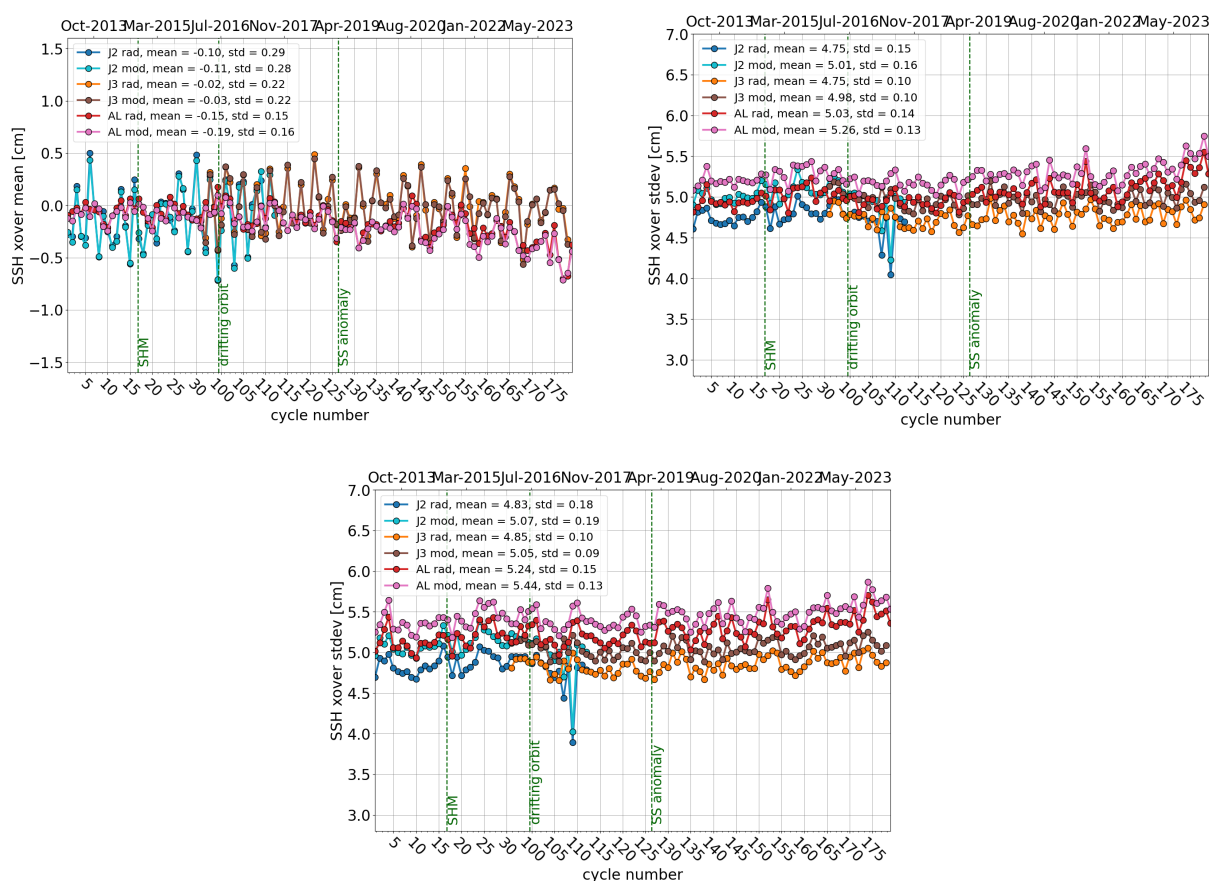 Oct-2013 Mar-2015 Jul-2016 Nov-2017 Apr-2019 Aug-2020 Jan-2022 May-2023
SSH xover mean [cm]
1.5
1.0
0.5
0.0
−0.5
−1.0
−1.5
J2 rad, mean = -0.10, std = 0.29
J2 mod, mean = -0.11, std = 0.28
J3 rad, mean = -0.02, std = 0.22
J3 mod, mean = -0.03, std = 0.22
AL rad, mean = -0.15, std = 0.15
AL mod, mean = -0.19, std = 0.16
SHM
drifting orbit
SS anomaly
5 10 15 20 25 30 100 105 110 115 120 125 130 135 140 145 150 155 160 165 170 175
cycle number
Oct-2013 Mar-2015 Jul-2016 Nov-2017 Apr-2019 Aug-2020 Jan-2022 May-2023
SSH xover stdev [cm]
7.0
6.5
6.0
5.5
5.0
4.5
4.0
3.5
3.0
J2 rad, mean = 4.75, std = 0.15
J2 mod, mean = 5.01, std = 0.16
J3 rad, mean = 4.75, std = 0.10
J3 mod, mean = 4.98, std = 0.10
AL rad, mean = 5.03, std = 0.14
AL mod, mean = 5.26, std = 0.13
SHM
drifting orbit
SS anomaly
5 10 15 20 25 30 100 105 110 115 120 125 130 135 140 145 150 155 160 165 170 175
cycle number
Oct-2013 Mar-2015 Jul-2016 Nov-2017 Apr-2019 Aug-2020 Jan-2022 May-2023
SSH xover stdev [cm]
7.0
6.5
6.0
5.5
5.0
4.5
4.0
3.5
3.0
J2 rad, mean = 4.83, std = 0.18
J2 mod, mean = 5.07, std = 0.19
J3 rad, mean = 4.85, std = 0.10
J3 mod, mean = 5.05, std = 0.09
AL rad, mean = 5.24, std = 0.15
AL mod, mean = 5.44, std = 0.13
SHM
drifting orbit
SS anomaly
5 10 15 20 25 30 100 105 110 115 120 125 130 135 140 145 150 155 160 165 170 175
cycle number